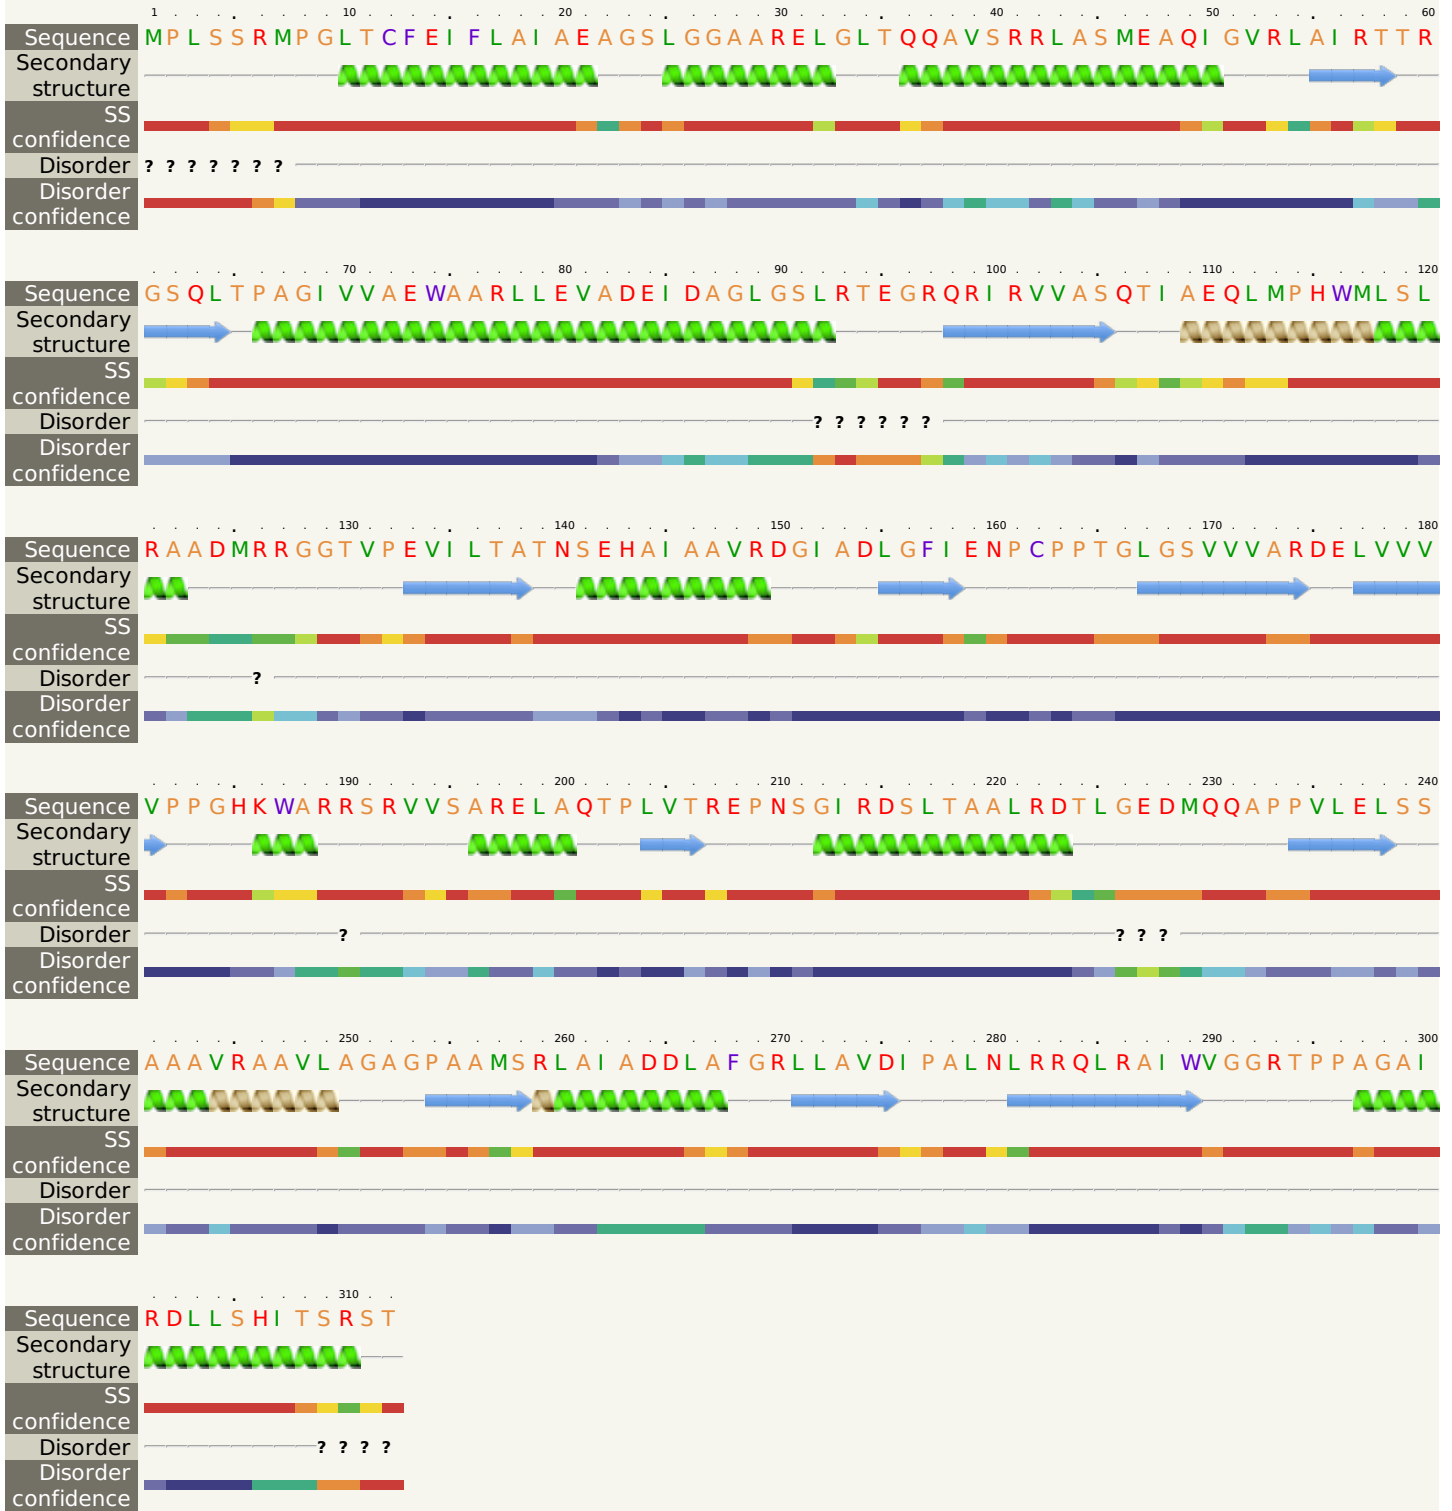 1 10 20 30 40 50 60
Sequence MPLSSRMPGLTCFEIFLAIAEAGSLGGAARELGLTQQAVSRRLASMEAQIGVRLAIRTTR
Secondary
structure
SS
confidence
Disorder ? ? ? ? ? ? ?
Disorder
confidence
70 80 90 100 110 120
Sequence GSQLTPAGIVVAEWAARLLEVADEIDAGLGSLRTEGRQRIRVVASQTIAEQLMPHWMLSL
Secondary
structure
SS
confidence
Disorder ? ? ? ? ? ?
Disorder
confidence
130 140 150 160 170 180
Sequence RAADMRRGGTVPEVILTATNSEHAIAAVRDGIADLGFIENPCPPTGLGSVVVARDELVVV
Secondary
structure
SS
confidence
Disorder ?
Disorder
confidence
190 200 210 220 230 240
Sequence VPPGHKWARRSRVVSARELAQTPLVTREPNSGIRDSLTAALRDTLGEDMQQAPPVLELSS
Secondary
structure
SS
confidence
Disorder ? ? ? ?
Disorder
confidence
250 260 270 280 290 300
Sequence AAAVRAAVLAGAGPAAMSRLAIADDLAFGRLLAVDIPALNLRRQLRAIWVGGRTPPAGAI
Secondary
structure
SS
confidence
Disorder
Disorder
confidence
310
Sequence RDLLSHITSRST
Secondary
structure
SS
confidence
Disorder ? ? ? ?
Disorder
confidence